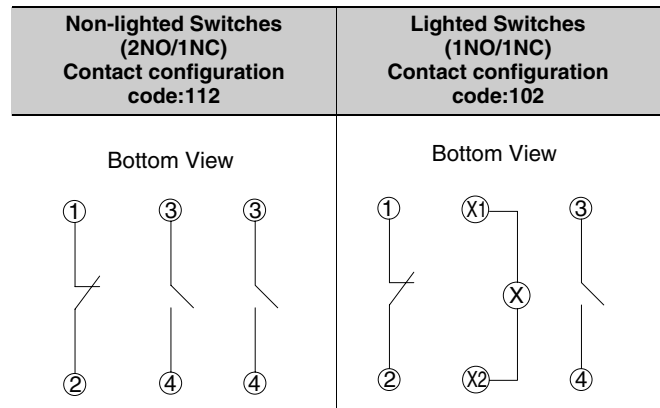 Non-lighted Switches
(2NO/1NC)
Contact configuration
code:112
Lighted Switches
(1NO/1NC)
Contact configuration
code:102
Bottom View
1 3 3
2 4 4
Bottom View
1 X1 3
X
2 X2 4